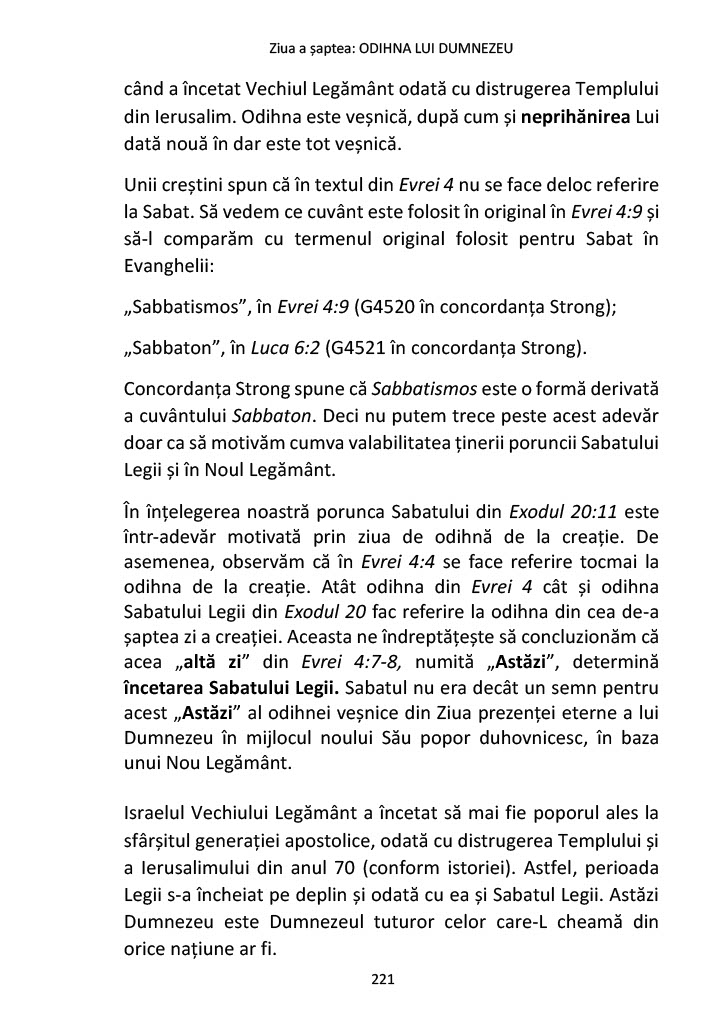 Ziua a șaptea: ODIHNA LUI DUMNEZEU
când a încetat Vechiul Legământ odată cu distrugerea Templului
din Ierusalim. Odihna este veșnică, după cum și neprihănirea Lui
dată nouă în dar este tot veșnică.
Unii creștini spun că în textul din Evrei 4 nu se face deloc referire
la Sabat. Să vedem ce cuvânt este folosit în original în Evrei 4:9 și
să-l comparăm cu termenul original folosit pentru Sabat în
Evanghelii:
„Sabbatismos”, în Evrei 4:9 (G4520 în concordanța Strong);
„Sabbaton”, în Luca 6:2 (G4521 în concordanța Strong).
Concordanța Strong spune că Sabbatismos este o formă derivată
a cuvântului Sabbaton. Deci nu putem trece peste acest adevăr
doar ca să motivăm cumva valabilitatea ținerii poruncii Sabatului
Legii și în Noul Legământ.
În înțelegerea noastră porunca Sabatului din Exodul 20:11 este
într-adevăr motivată prin ziua de odihnă de la creație. De
asemenea, observăm că în Evrei 4:4 se face referire tocmai la
odihna de la creație. Atât odihna din Evrei 4 cât și odihna
Sabatului Legii din Exodul 20 fac referire la odihna din cea de-a
șaptea zi a creației. Aceasta ne îndreptățește să concluzionăm că
acea „altă zi” din Evrei 4:7-8, numită „Astăzi”, determină
încetarea Sabatului Legii. Sabatul nu era decât un semn pentru
acest „Astăzi” al odihnei veșnice din Ziua prezenței eterne a lui
Dumnezeu în mijlocul noului Său popor duhovnicesc, în baza
unui Nou Legământ.
Israelul Vechiului Legământ a încetat să mai fie poporul ales la
sfârșitul generației apostolice, odată cu distrugerea Templului și
a Ierusalimului din anul 70 (conform istoriei). Astfel, perioada
Legii s-a încheiat pe deplin și odată cu ea și Sabatul Legii. Astăzi
Dumnezeu este Dumnezeul tuturor celor care-L cheamă din
orice națiune ar fi.
221